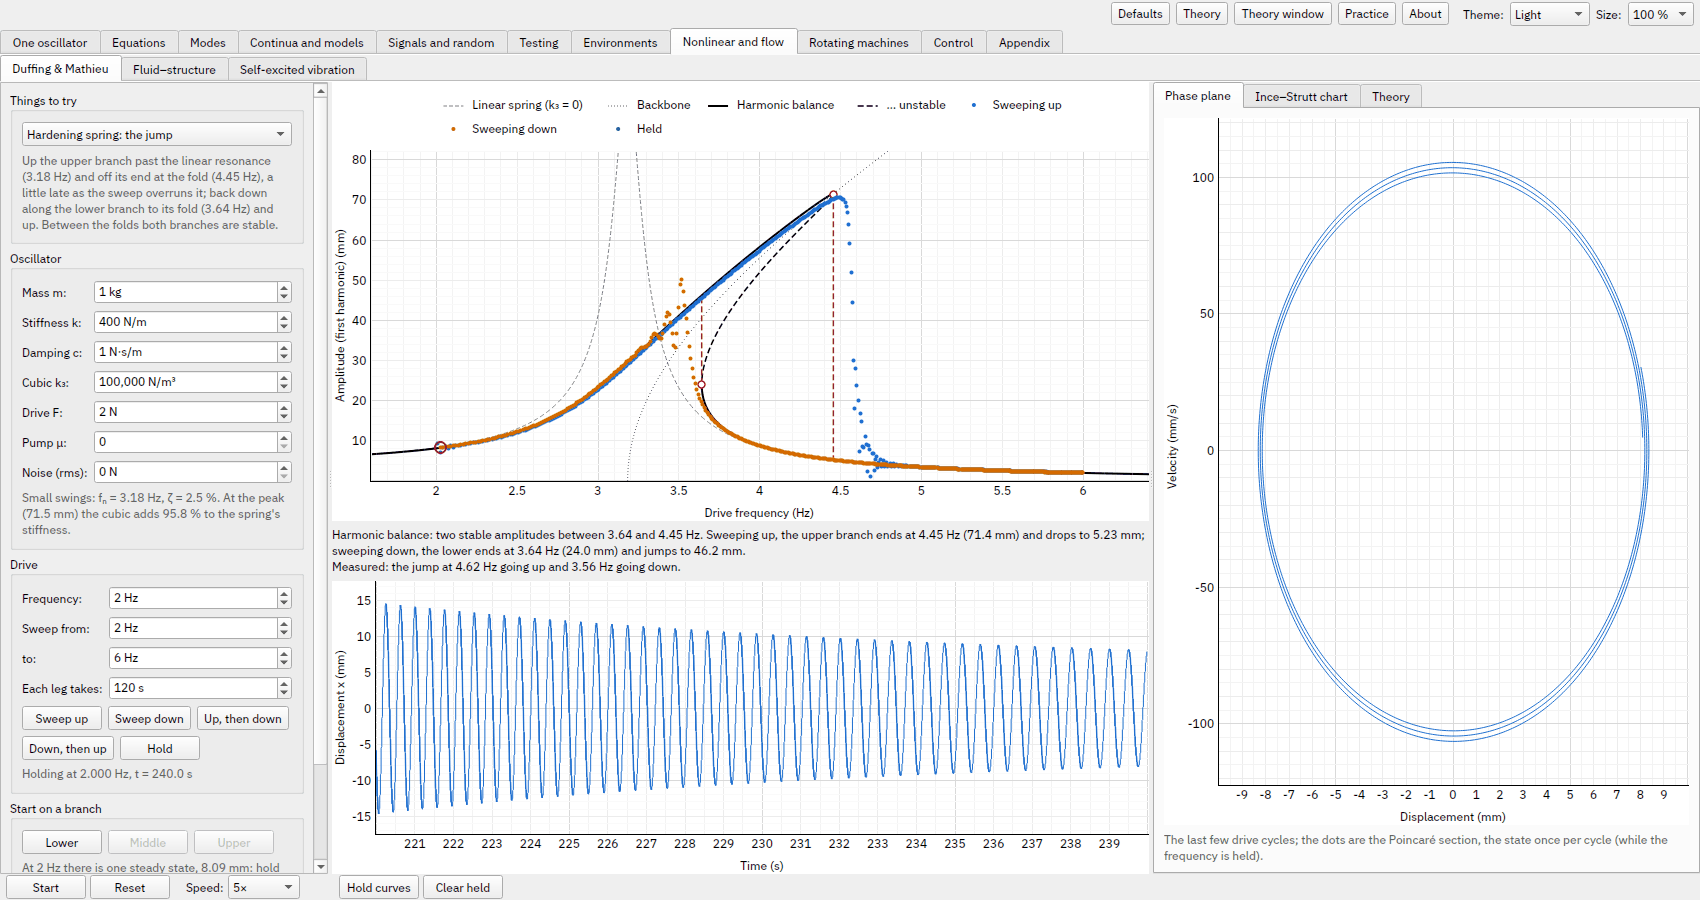 Defaults Theory Theory window Practice About Theme: Light Size: 100 %
One oscillator Equations Modes Continua and models Signals and random Testing Environments Nonlinear and flow Rotating machines Control Appendix
Duffing & Mathieu Fluid–structure Self-excited vibration
Things to try
Hardening spring: the jump
Up the upper branch past the linear resonance
(3.18 Hz) and off its end at the fold (4.45 Hz), a
little late as the sweep overruns it; back down
along the lower branch to its fold (3.64 Hz) and
up. Between the folds both branches are stable.
Oscillator
Mass m: 1 kg
Stiffness k: 400 N/m
Damping c: 1 N·s/m
Cubic k₃: 100,000 N/m³
Drive F: 2 N
Pump μ: 0
Noise (rms): 0 N
Small swings: fₙ = 3.18 Hz, ζ = 2.5 %. At the peak
(71.5 mm) the cubic adds 95.8 % to the spring's
stiffness.
Drive
Frequency: 2 Hz
Sweep from: 2 Hz
to: 6 Hz
Each leg takes: 120 s
Sweep up Sweep down Up, then down
Down, then up Hold
Holding at 2.000 Hz, t = 240.0 s
Start on a branch
Lower Middle Upper
At 2 Hz there is one steady state, 8.09 mm: hold
Start Reset Speed: 5×
Linear spring (k₃ = 0) Backbone Harmonic balance ... unstable Sweeping up
Sweeping down Held
Amplitude (first harmonic) (mm)
80
70
60
50
40
30
20
10
2 2.5 3 3.5 4 4.5 5 5.5 6
Drive frequency (Hz)
Harmonic balance: two stable amplitudes between 3.64 and 4.45 Hz. Sweeping up, the upper branch ends at 4.45 Hz (71.4 mm) and drops to 5.23 mm;
sweeping down, the lower ends at 3.64 Hz (24.0 mm) and jumps to 46.2 mm.
Measured: the jump at 4.62 Hz going up and 3.56 Hz going down.
Displacement x (mm)
15
10
5
0
-5
-10
-15
221 222 223 224 225 226 227 228 229 230 231 232 233 234 235 236 237 238 239
Time (s)
Hold curves Clear held
Phase plane Ince–Strutt chart Theory
Velocity (mm/s)
100
50
0
-50
-100
-9 -8 -7 -6 -5 -4 -3 -2 -1 0 1 2 3 4 5 6 7 8 9
Displacement (mm)
The last few drive cycles; the dots are the Poincaré section, the state once per cycle (while the
frequency is held).